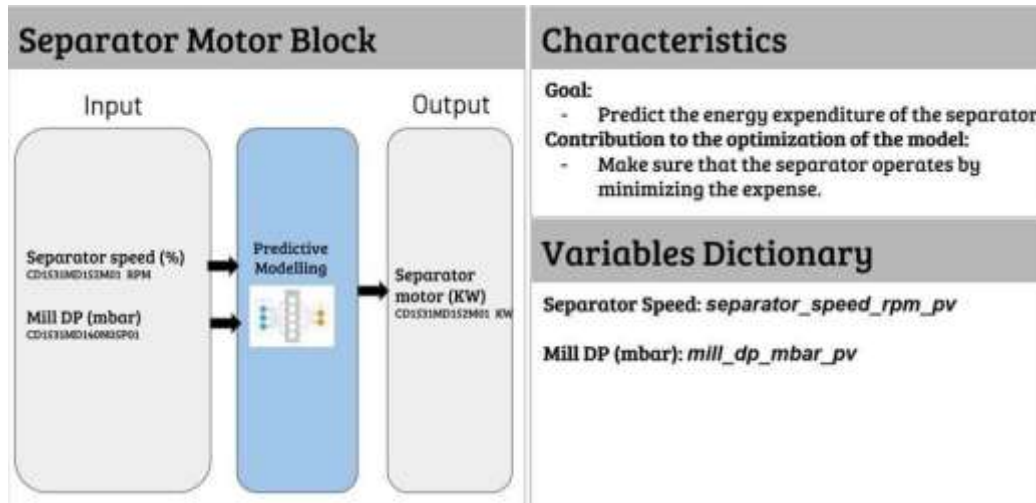 Separator Motor Block
Input
Output
Separator speed (%)
CD1531MD152M01 RPM
Mill DP (mbar)
CD1531MD140N05P01
Predictive
Modelling
Separator
motor (KW)
CD1531MD152M01 KW
Characteristics
Goal:
- Predict the energy expenditure of the separator
Contribution to the optimization of the model:
- Make sure that the separator operates by
minimizing the expense.
Variables Dictionary
Separator Speed: separator_speed_rpm_pv
Mill DP (mbar): mill_dp_mbar_pv